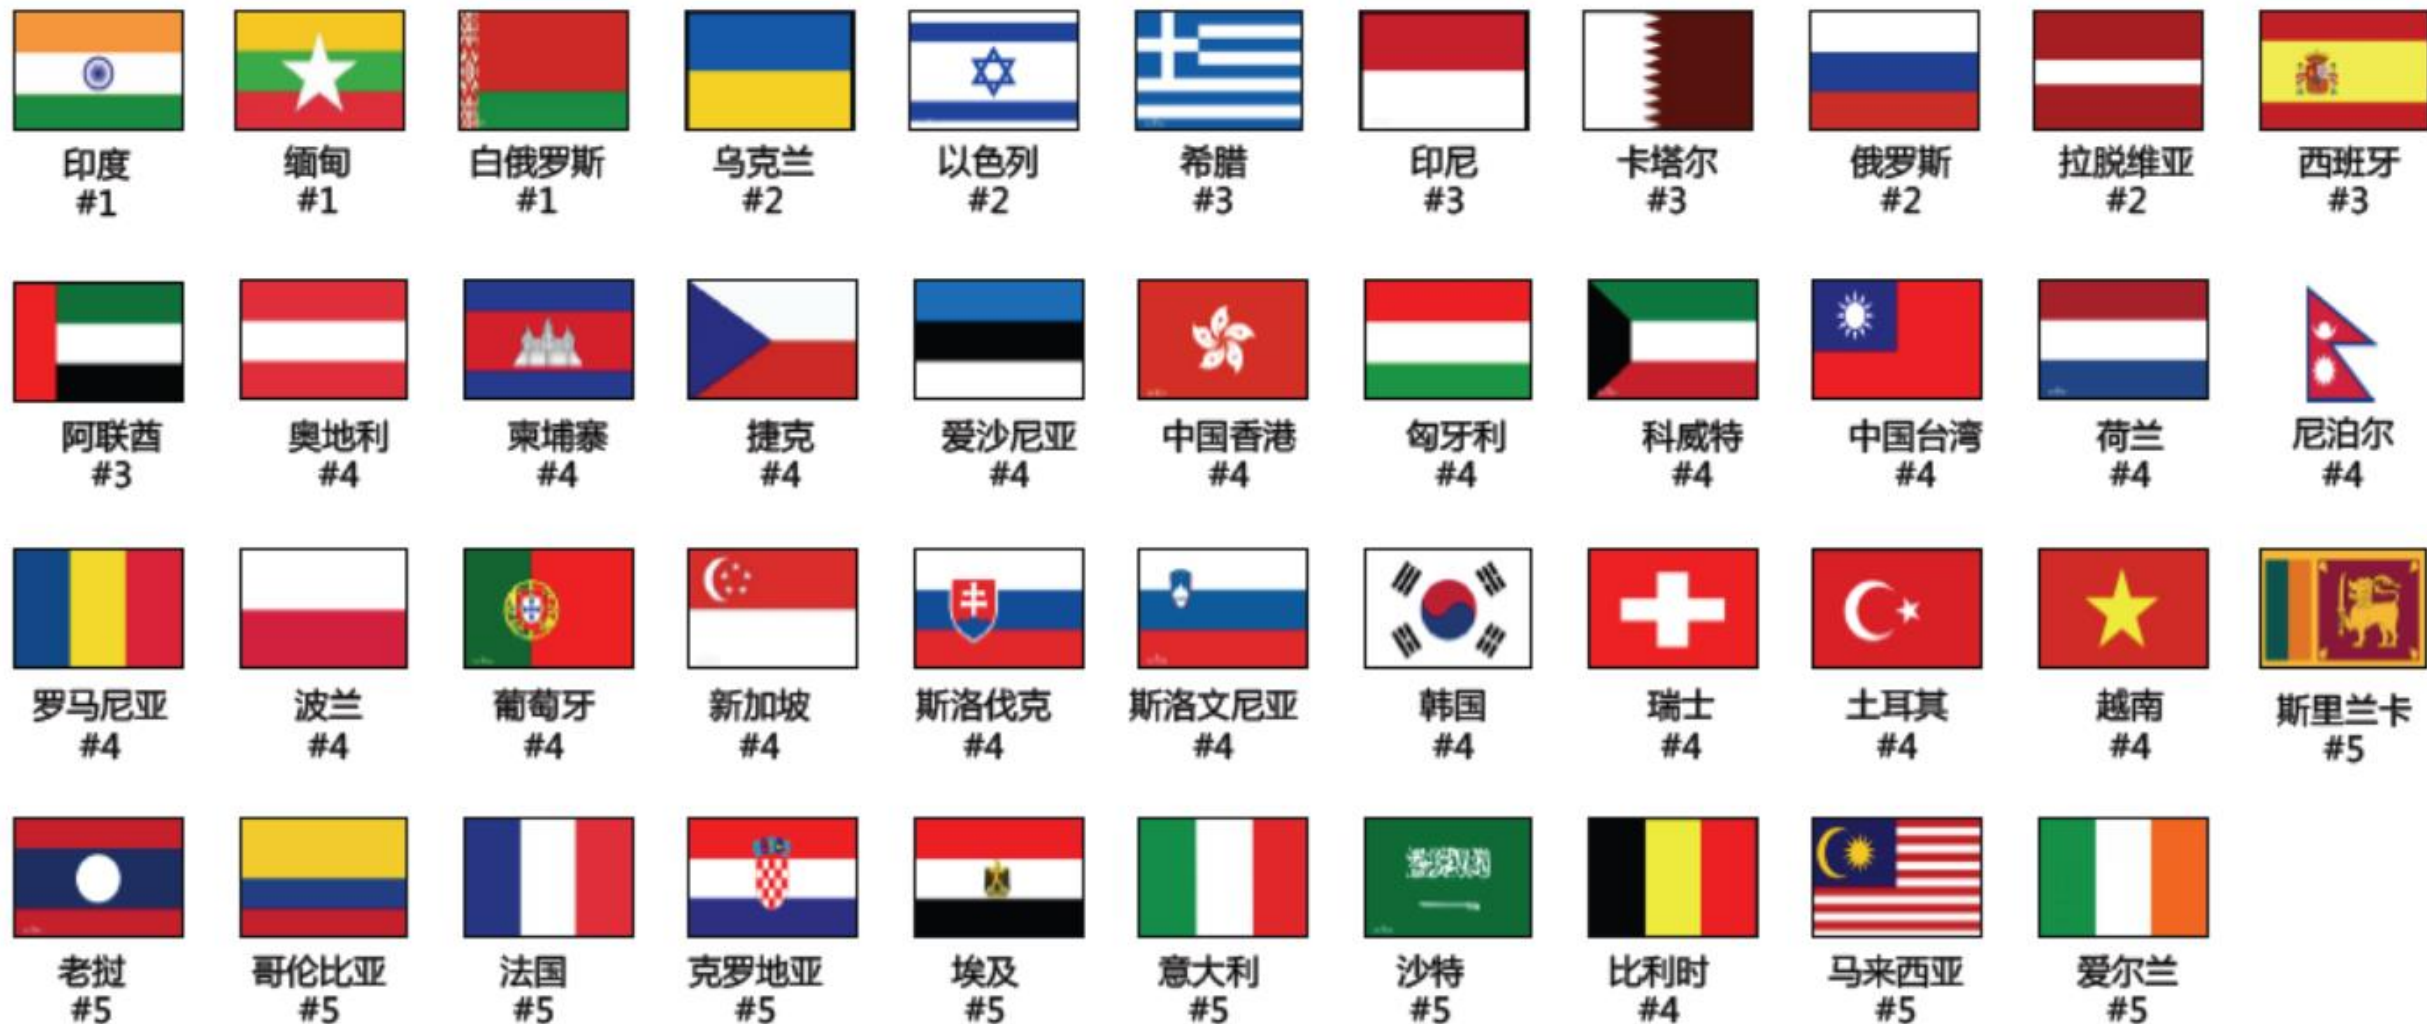 印度 缅甸 白俄罗斯 乌克兰 以色列 希腊 印尼 卡塔尔 俄罗斯 拉脱维亚 西班牙
#1 #1 #1 #2 #2 #3 #3 #3 #2 #2 #3
阿联酋 奥地利 柬埔寨 捷克 爱沙尼亚 中国香港 匈牙利 科威特 中国台湾 荷兰 尼泊尔
#3 #4 #4 #4 #4 #4 #4 #4 #4 #4 #4
罗马尼亚 波兰 葡萄牙 新加坡 斯洛伐克 斯洛文尼亚 韩国 瑞士 土耳其 越南 斯里兰卡
#4 #4 #4 #4 #4 #4 #4 #4 #4 #4 #5
老挝 哥伦比亚 法国 克罗地亚 埃及 意大利 沙特 比利时 马来西亚 爱尔兰
#5 #5 #5 #5 #5 #5 #5 #4 #5 #5